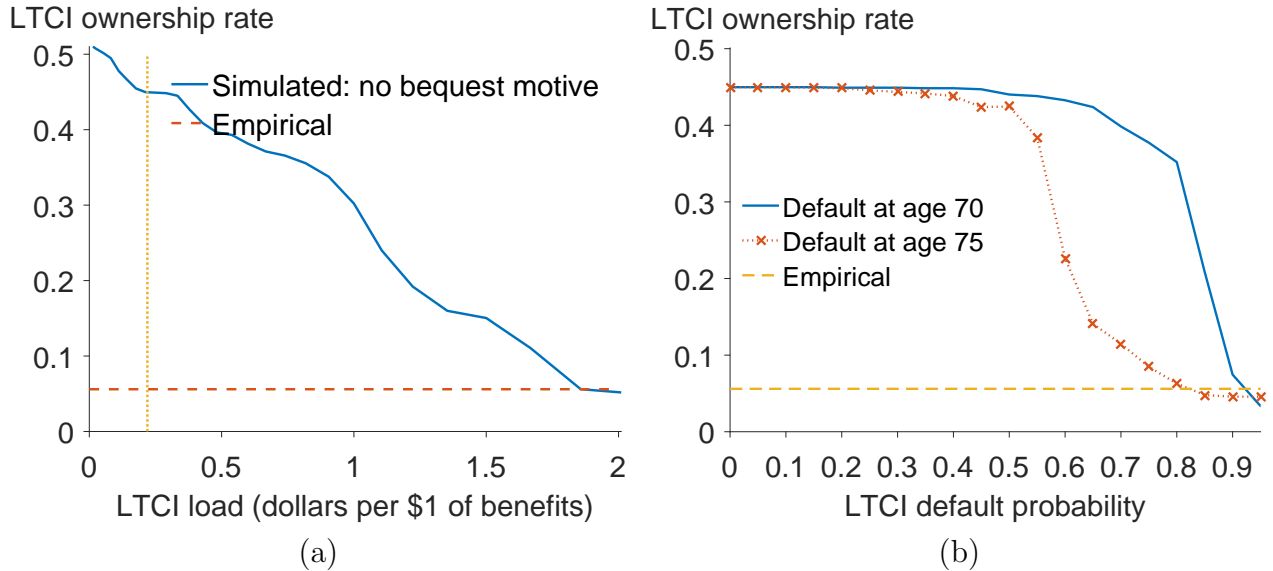 LTCI ownership rate
0.5
0.4
0.3
0.2
0.1
0
Simulated: no bequest motive
Empirical
0 0.5 1 1.5 2
LTCI load (dollars per $1 of benefits)
(a)
LTCI ownership rate
0.5
0.4
0.3
0.2
0.1
0
Default at age 70
Default at age 75
Empirical
0 0.1 0.2 0.3 0.4 0.5 0.6 0.7 0.8 0.9
LTCI default probability
(b)